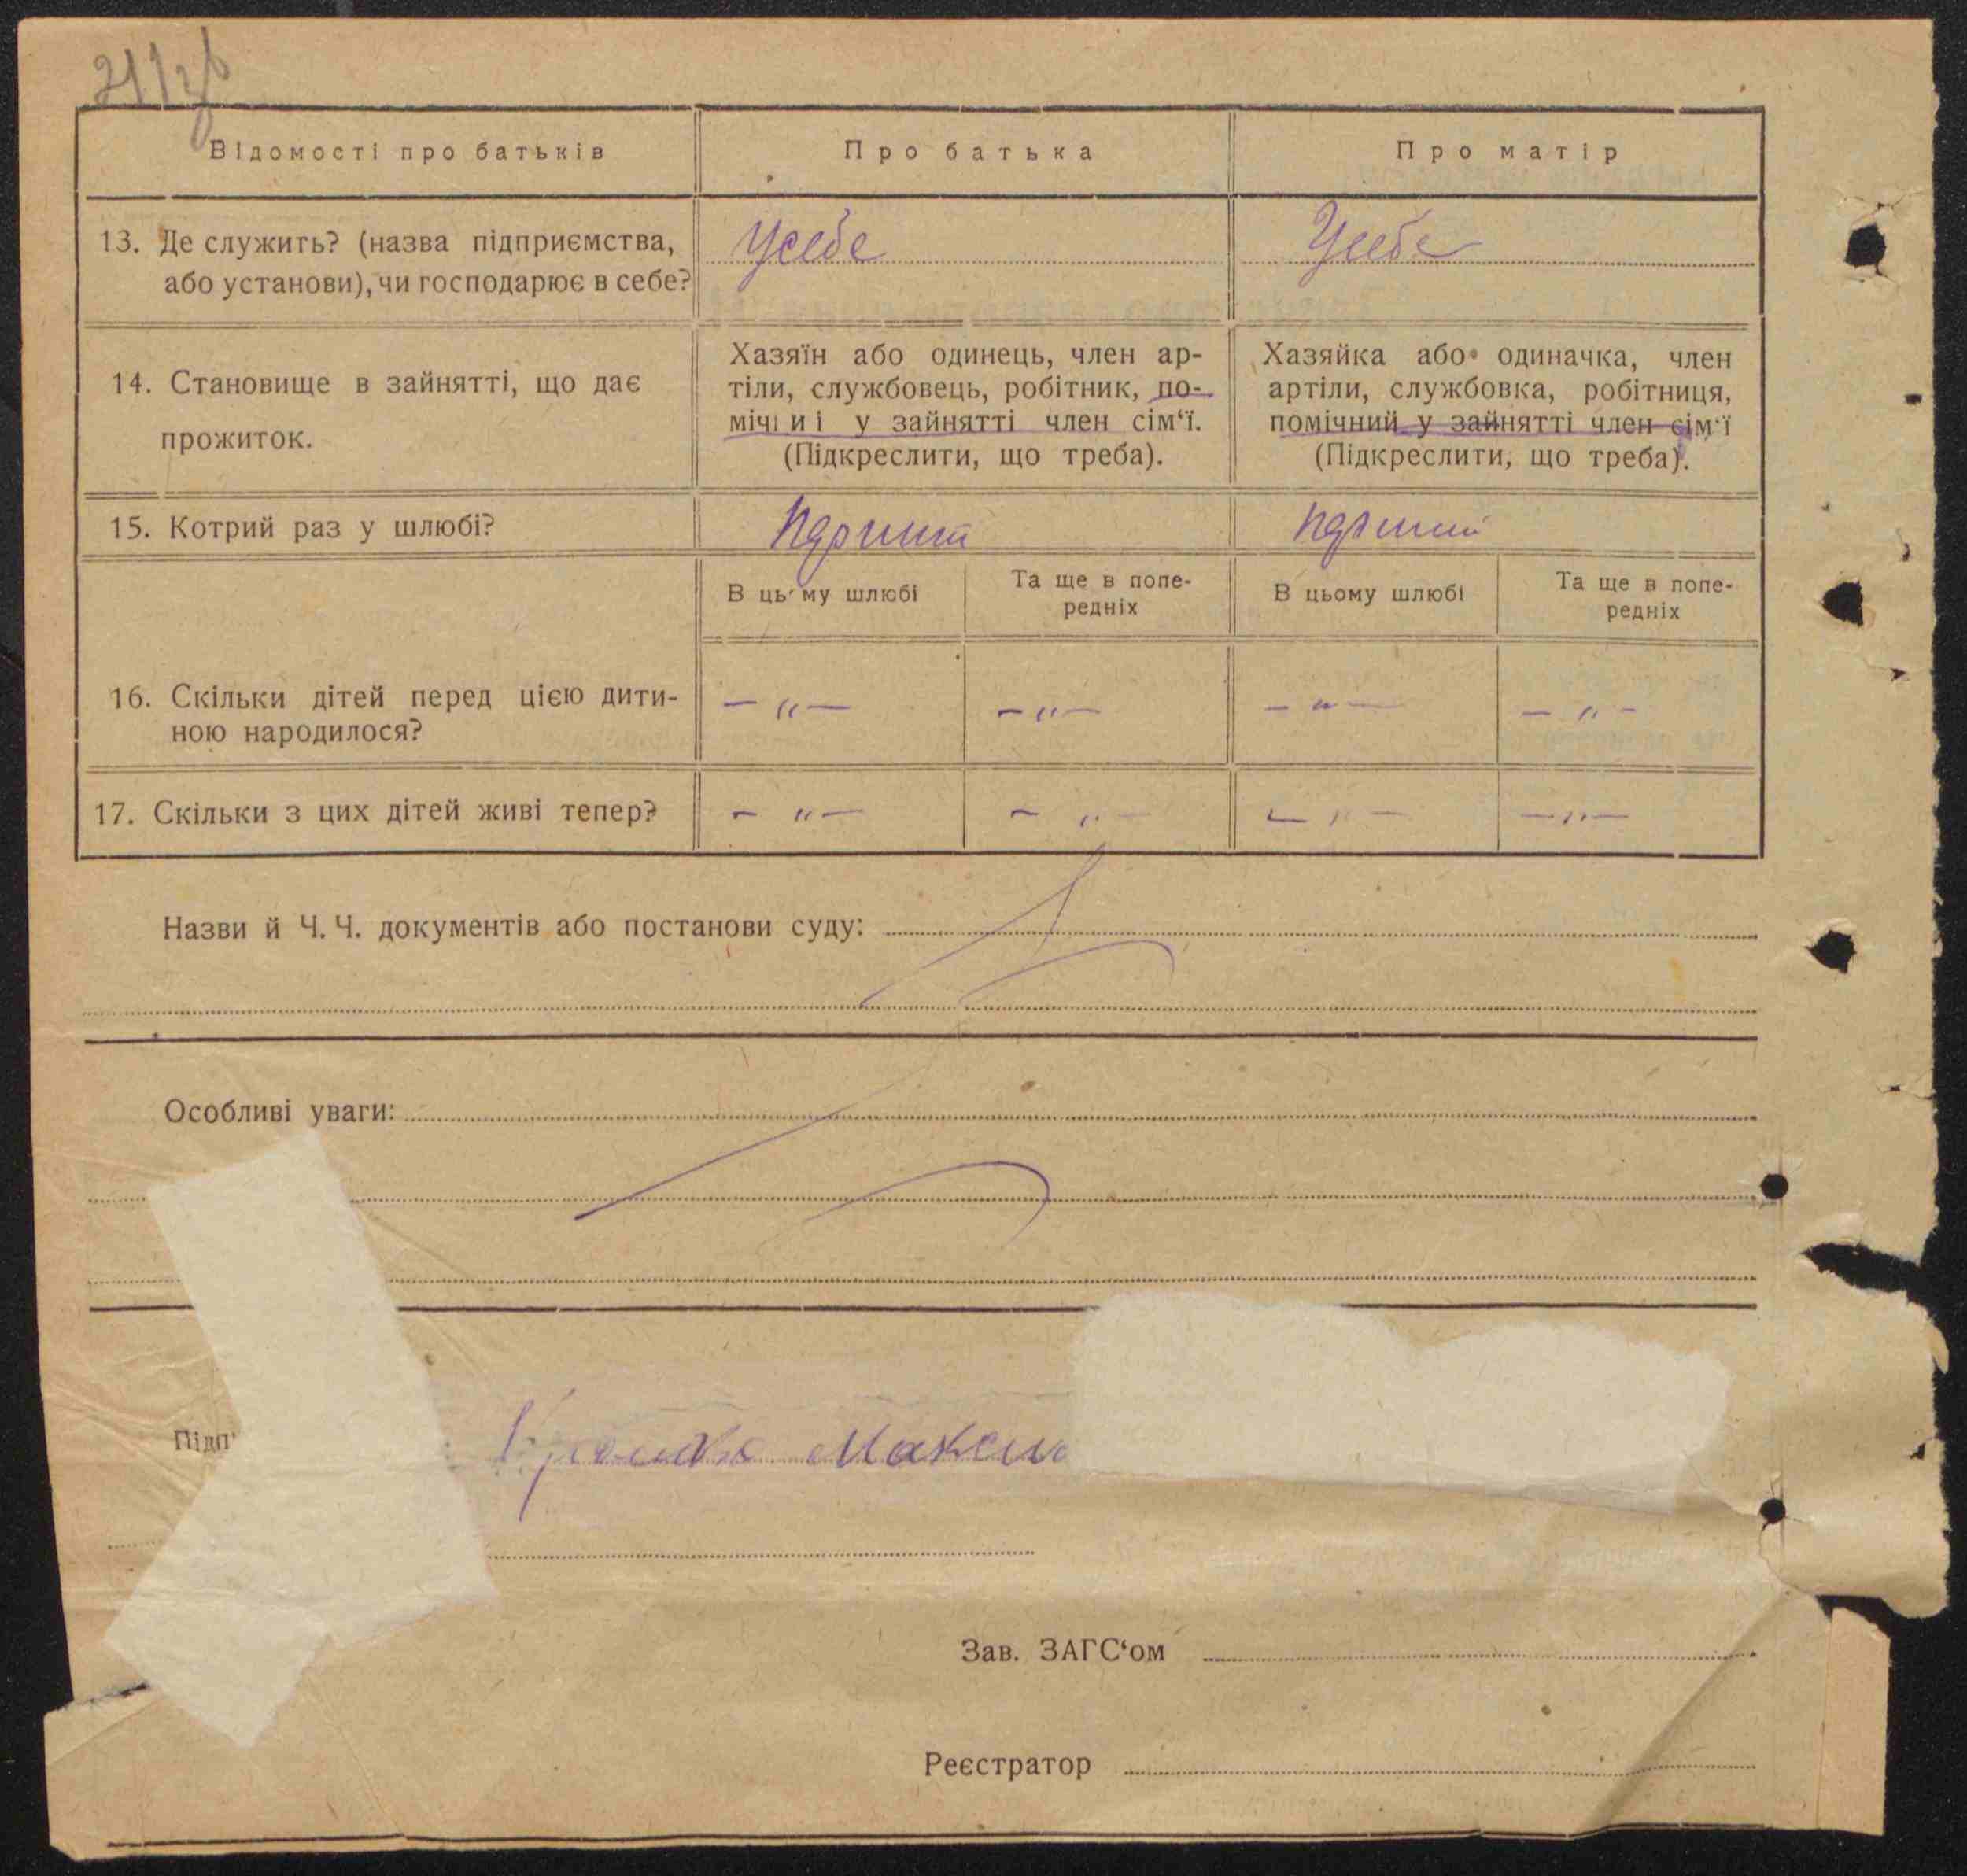 Відомості про батьків Про батька Про матір
13. Де служить? (назва підприємства, Усебе Усебе
або установи), чи господарює в себе?
14. Становище в зайнятті, що дає
прожиток.
Хазяїн або одинець, член ар-
тіли, службовець, робітник, по-
мічний у зайнятті член сім‘ї.
(Підкреслити, що треба).
Хазяйка або одиначка, член
артіли, службовка, робітниця,
помічний у зайнятті член сім‘ї
(Підкреслити, що треба).
15. Котрий раз у шлюбі?
В цьому шлюбі Та ще в попе-
редніх
В цьому шлюбі Та ще в попе-
редніх
16. Скільки дітей перед цією дити- – „ – – „ – – „ – – „ –
ною народилося?
17. Скільки з цих дітей живі тепер? – „ – – „ – – „ – – „ –
Назви й Ч. Ч. документів або постанови суду:
Особливі уваги:
Підп
Зав. ЗАГС‘ом
Реєстратор